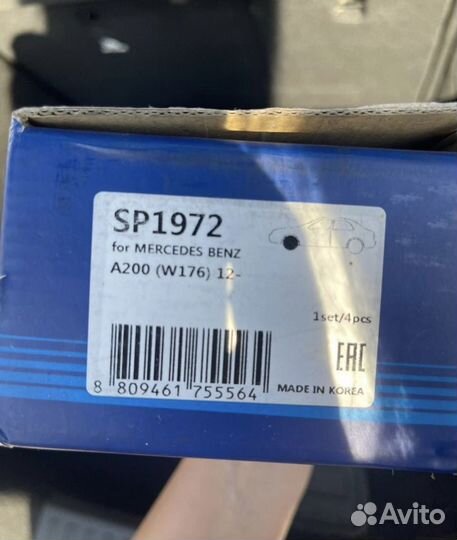 SP1972
for MERCEDES BENZ
A200 (W176) 12-
1set/4pcs
EAC
8 809461 755564
MADE IN KOREA
Avito